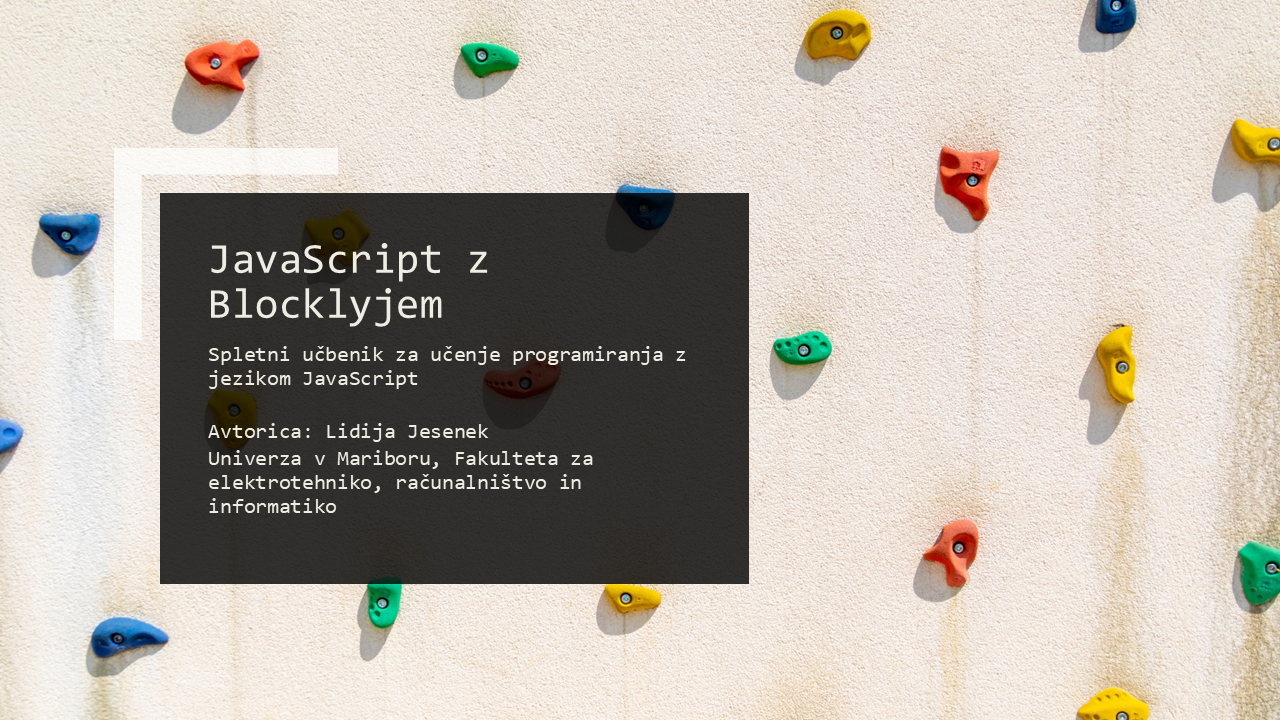 JavaScript z
Blocklyjem
Spletni učbenik za učenje programiranja z
jezikom JavaScript
Avtorica: Lidija Jesenek
Univerza v Mariboru, Fakulteta za
elektrotehniko, računalništvo in
informatiko